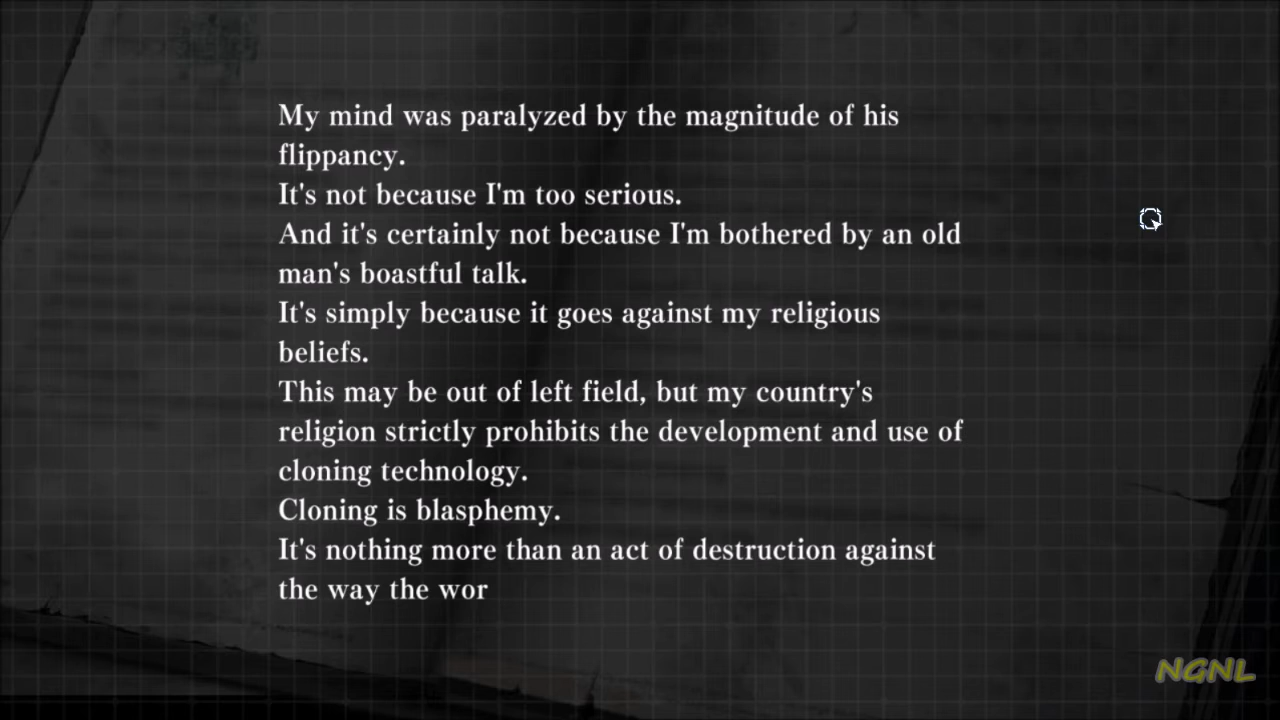 My mind was paralyzed by the magnitude of his
flippancy.
It's not because I'm too serious.
And it's certainly not because I'm bothered by an old
man's boastful talk.
It's simply because it goes against my religious
beliefs.
This may be out of left field, but my country's
religion strictly prohibits the development and use of
cloning technology.
Cloning is blasphemy.
It's nothing more than an act of destruction against
the way the wor
NGNL